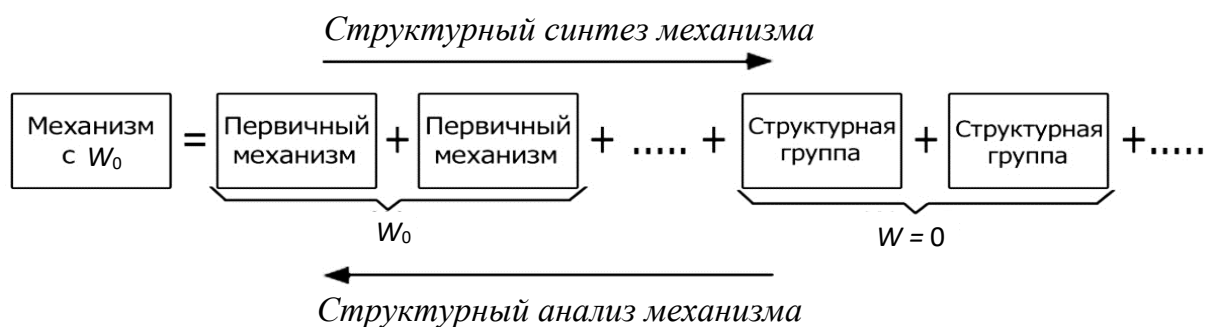 Структурный синтез механизма
Механизм с W₀ = Первичный механизм + Первичный механизм + ..... + Структурная группа + Структурная группа + .....
W₀
W = 0
Структурный анализ механизма